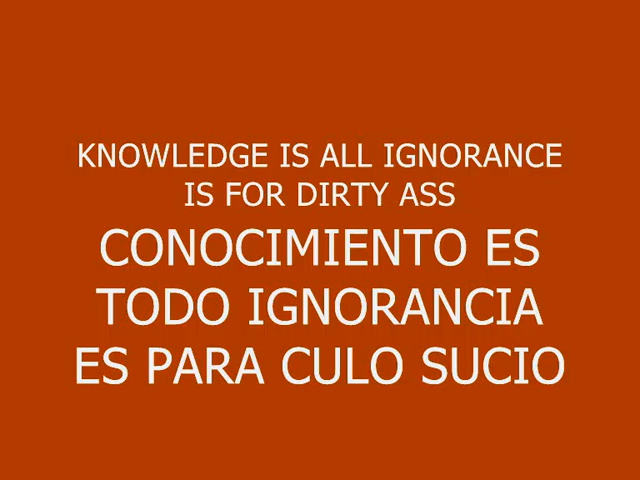 KNOWLEDGE IS ALL IGNORANCE
IS FOR DIRTY ASS
CONOCIMIENTO ES
TODO IGNORANCIA
ES PARA CULO SUCIO